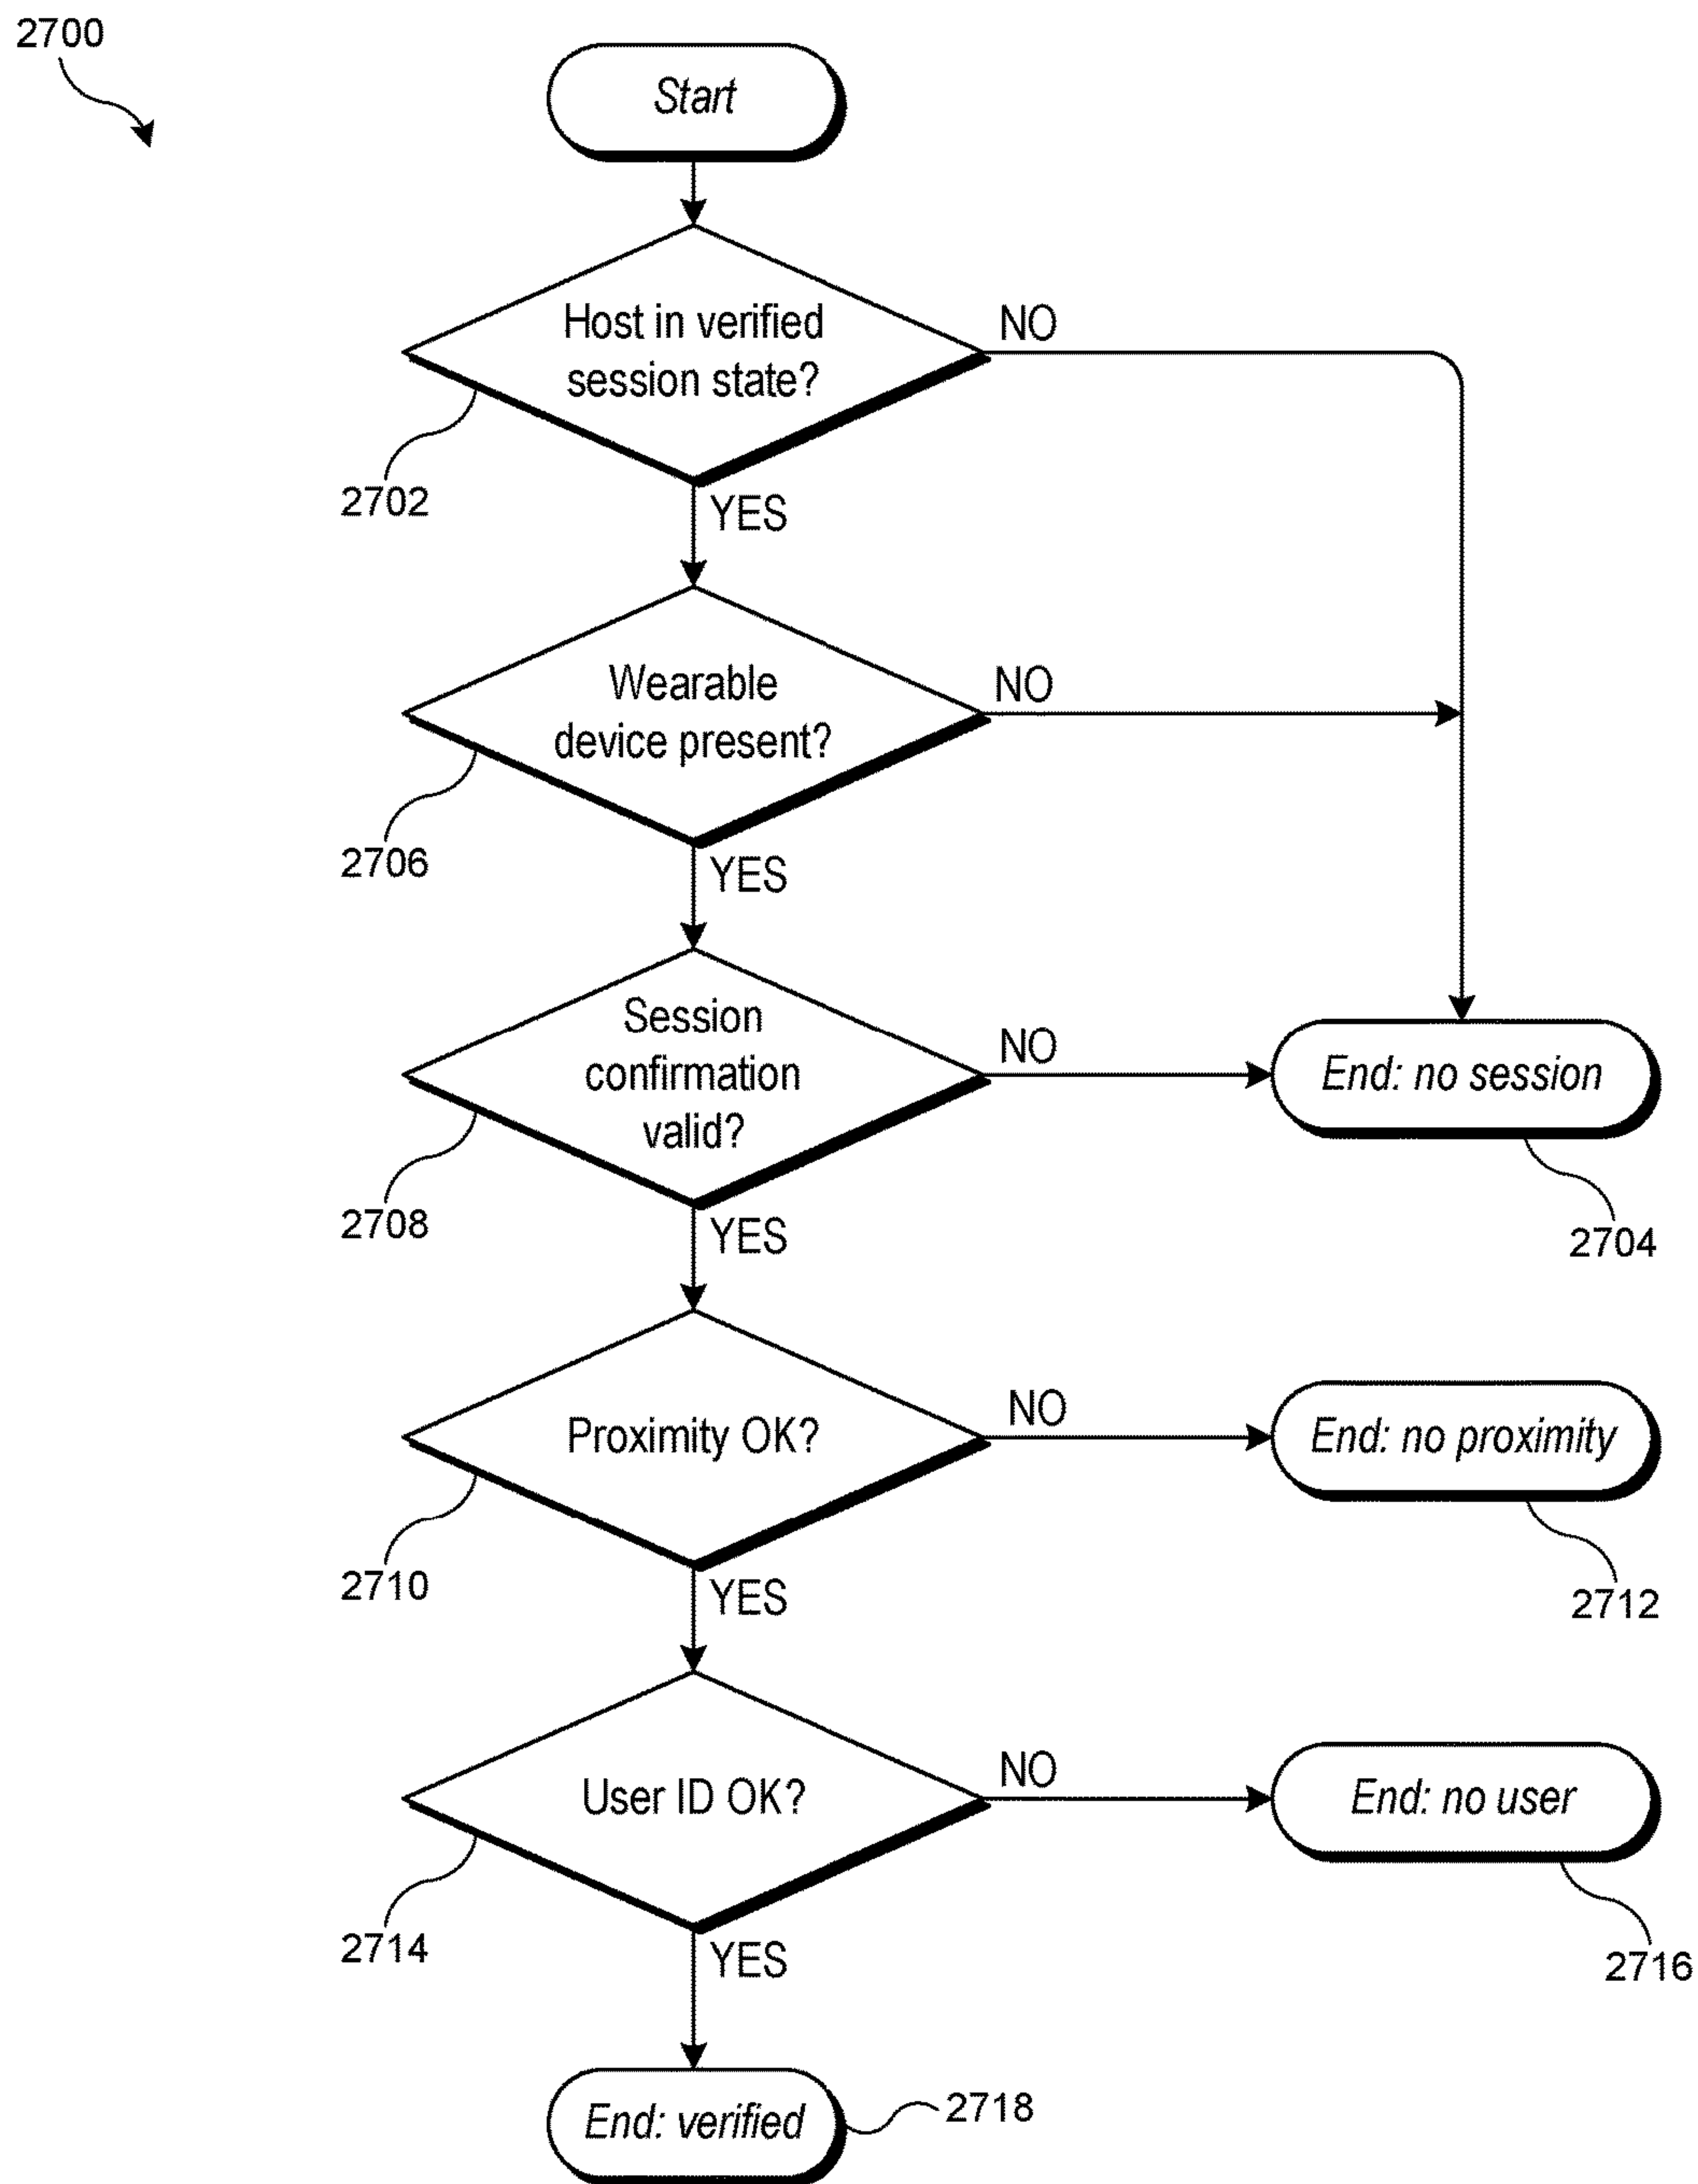 2700
Start
Host in verified
session state?
NO
2702
YES
Wearable
device present?
NO
2706
YES
Session
confirmation
valid?
NO
End: no session
2708
2704
YES
Proximity OK?
NO
End: no proximity
2710
2712
YES
User ID OK?
NO
End: no user
2714
2716
YES
End: verified
2718